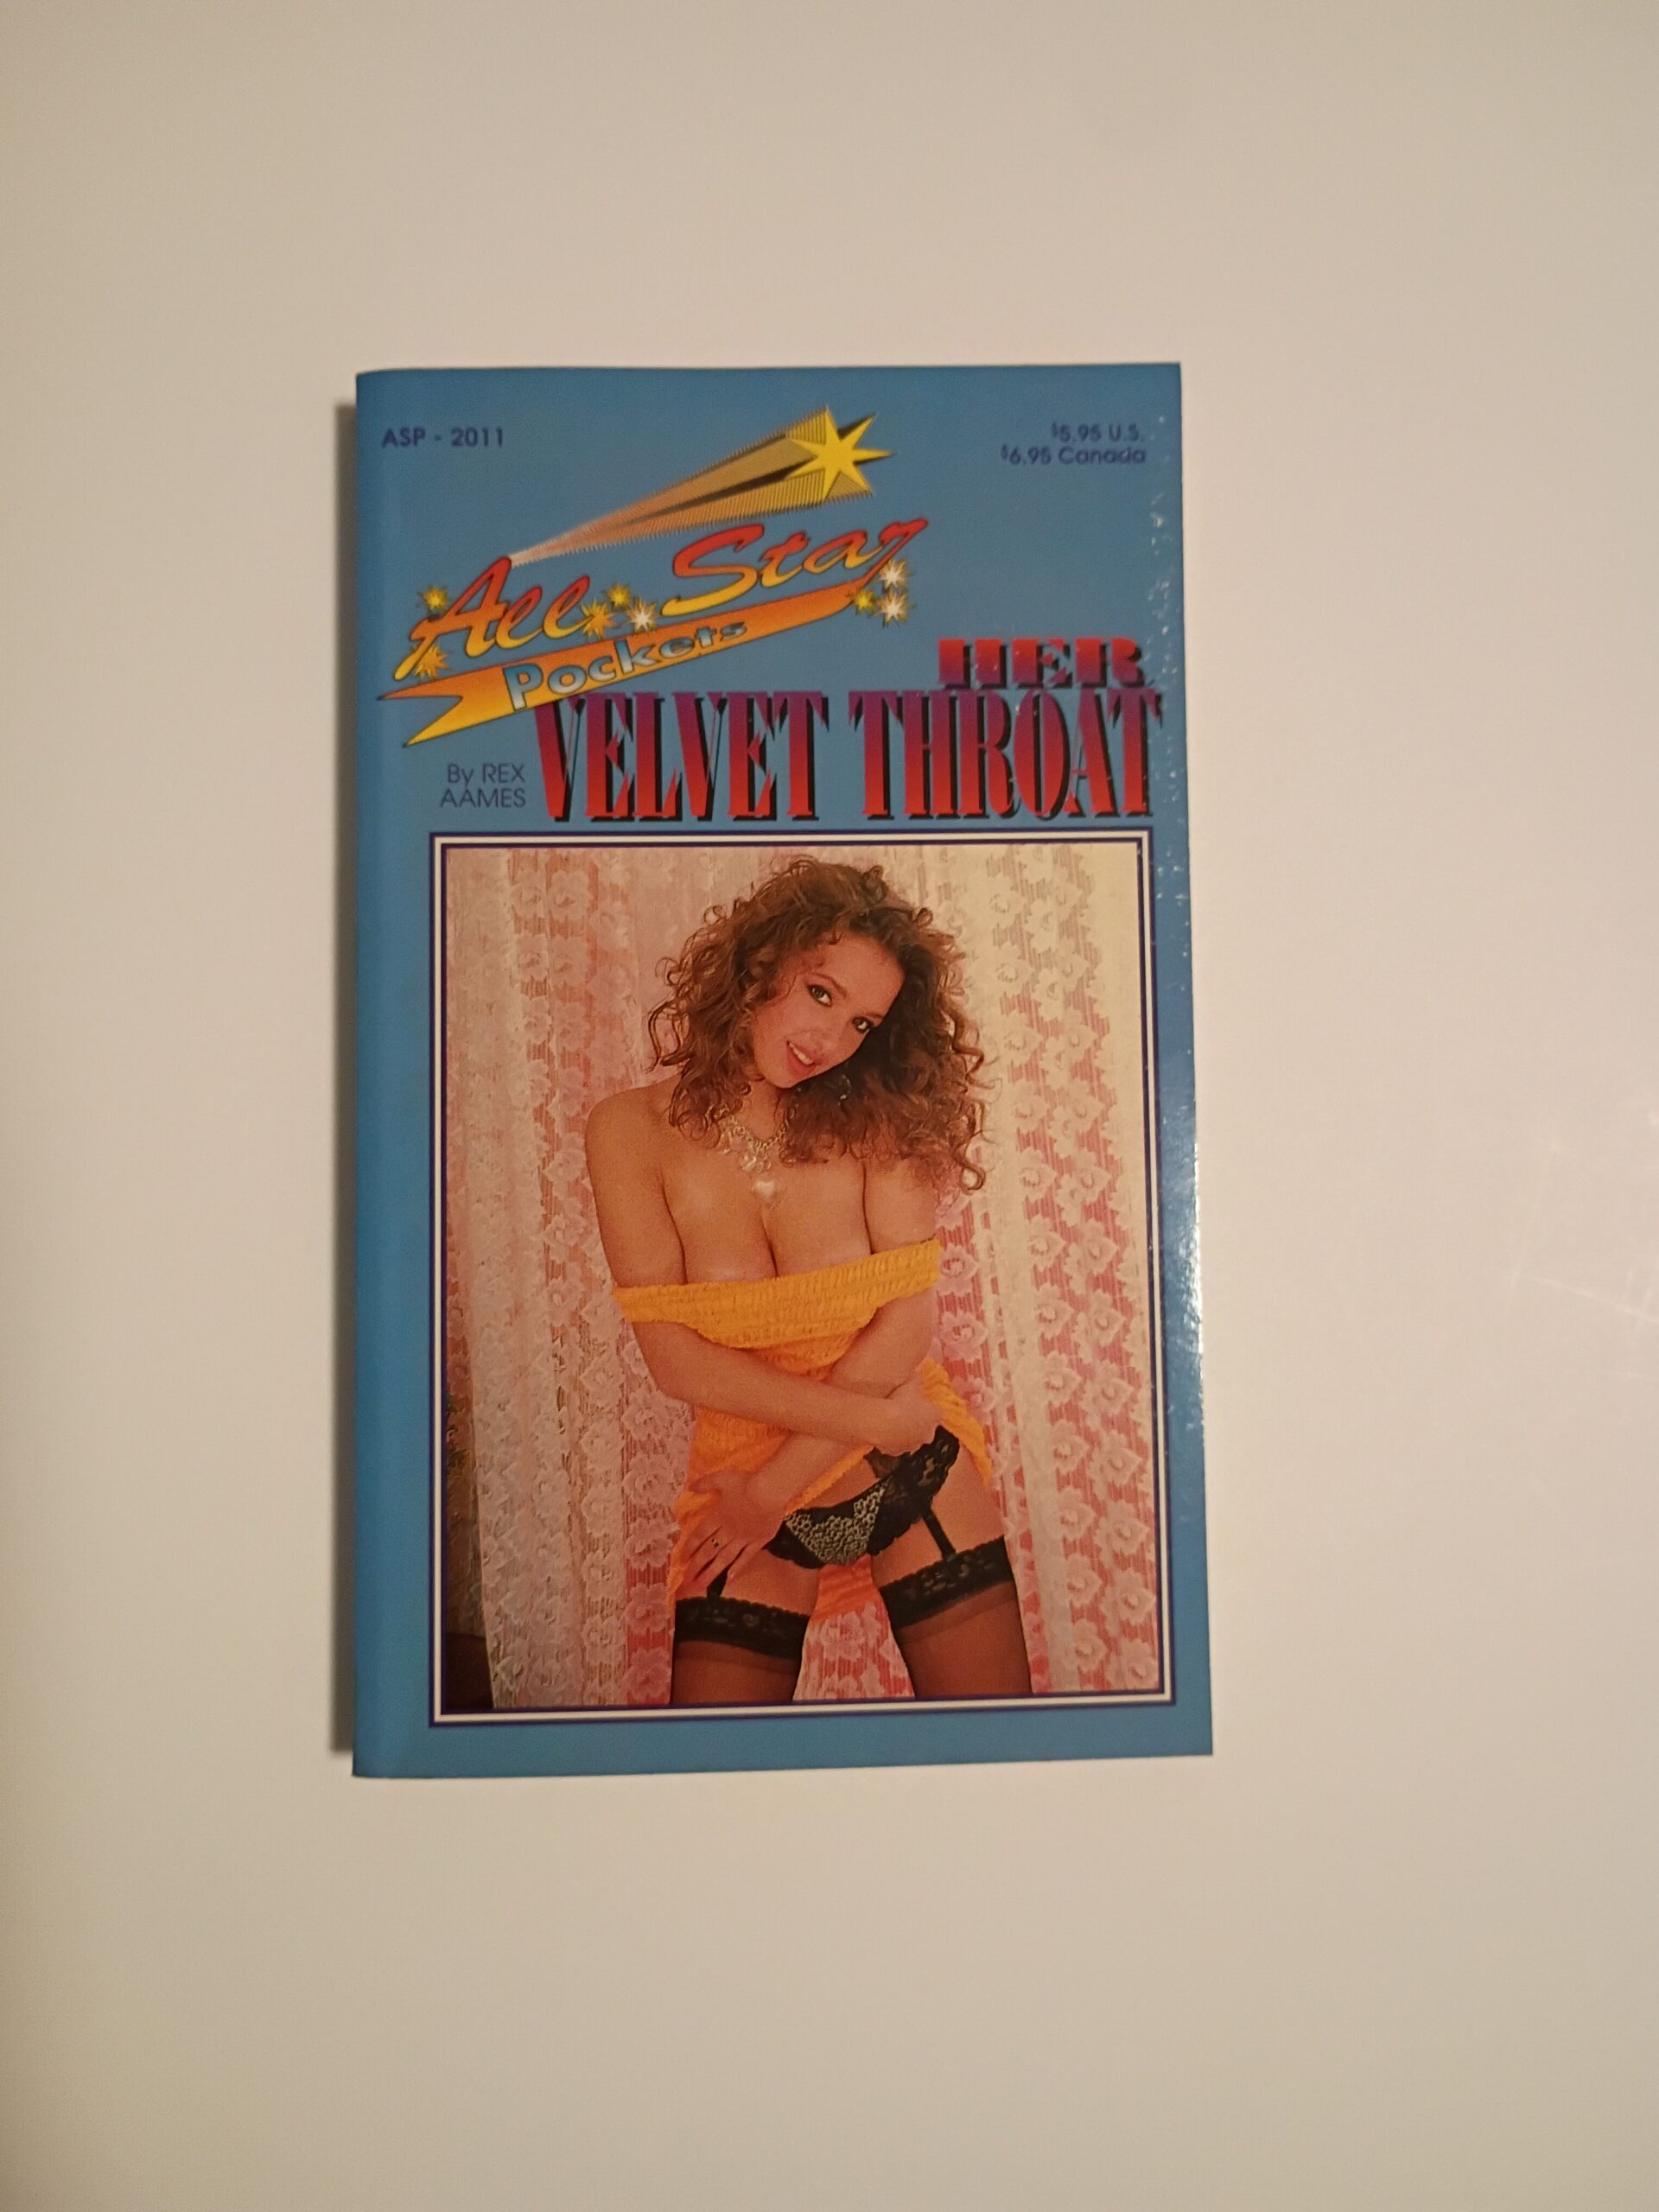 ASP - 2011
$5.95 U.S.
$6.95 Canada
All Star
Pockets
HER
VELVET THROAT
By REX
AAMES